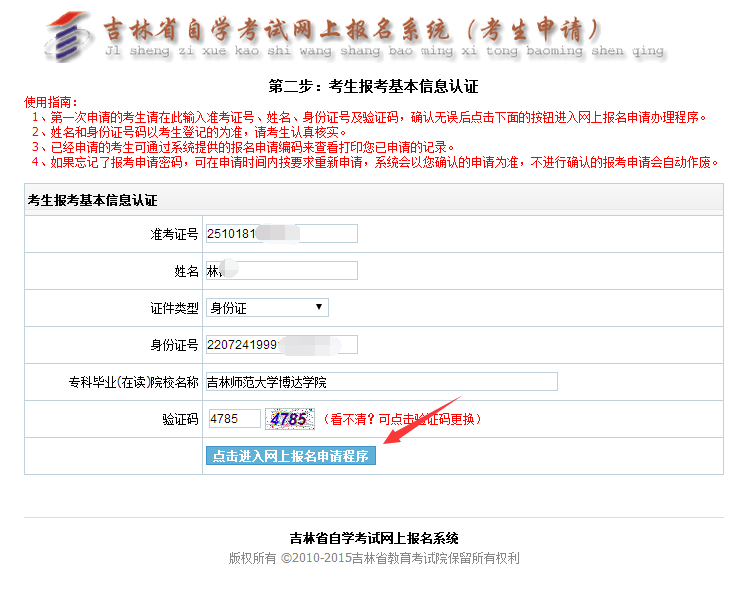 吉林省自学考试网上报名系统（考生申请）
JI sheng zi xue kao shi wang shang bao ming xi tong baoming shen qing
第二步：考生报考基本信息认证
使用指南：
1、第一次申请的考生请在此输入准考证号、姓名、身份证号及验证码，确认无误后点击下面的按钮进入网上报名申请办理程序。
2、姓名和身份证号码以考生登记的为准，请考生认真核实。
3、已经申请的考生可通过系统提供的报名申请编码来查看打印您已申请的记录。
4、如果忘记了报考申请密码，可在申请时间内按要求重新申请，系统会以您确认的申请为准，不进行确认的报考申请会自动作废。
考生报考基本信息认证
准考证号 2510181
姓名 林
证件类型 身份证
身份证号 2207241999
专科毕业(在读)院校名称 吉林师范大学博达学院
验证码 4785 4785 （看不清？可点击验证码更换）
点击进入网上报名申请程序
吉林省自学考试网上报名系统
版权所有 ©2010-2015吉林省教育考试院保留所有权利